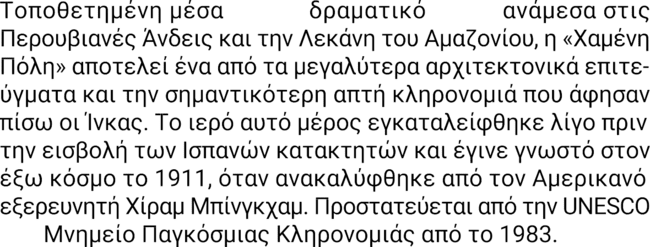 Τοποθετημένη μέσα δραματικό ανάμεσα στις
Περουβιανές Άνδεις και την Λεκάνη του Αμαζονίου, η «Χαμένη
Πόλη» αποτελεί ένα από τα μεγαλύτερα αρχιτεκτονικά επιτε-
ύγματα και την σημαντικότερη απτή κληρονομιά που άφησαν
πίσω οι Ίνκας. Το ιερό αυτό μέρος εγκαταλείφθηκε λίγο πριν
την εισβολή των Ισπανών κατακτητών και έγινε γνωστό στον
έξω κόσμο το 1911, όταν ανακαλύφθηκε από τον Αμερικανό
εξερευνητή Χίραμ Μπίνγκχαμ. Προστατεύεται από την UNESCO
Μνημείο Παγκόσμιας Κληρονομιάς από το 1983.